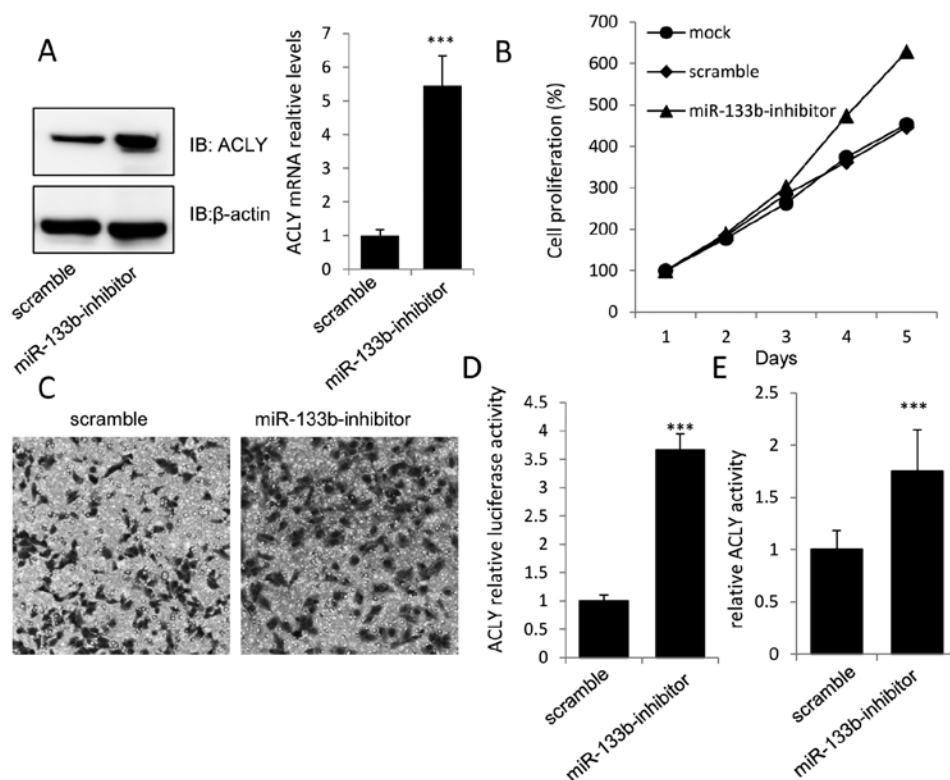 A
IB: ACLY
IB:β-actin
scramble
miR-133b-inhibitor
ACLY mRNA realtive levels
7
6
5
4
3
2
1
0
***
scramble
miR-133b-inhibitor
B
Cell proliferation (%)
700
600
500
400
300
200
100
0
mock
scramble
miR-133b-inhibitor
1 2 3 4 5
Days
C
scramble
miR-133b-inhibitor
D
ACLY relative luciferase activity
4.5
4
3.5
3
2.5
2
1.5
1
0.5
0
***
scramble
miR-133b-inhibitor
E
relative ACLY activity
2.5
2
1.5
1
0.5
0
***
scramble
miR-133b-inhibitor